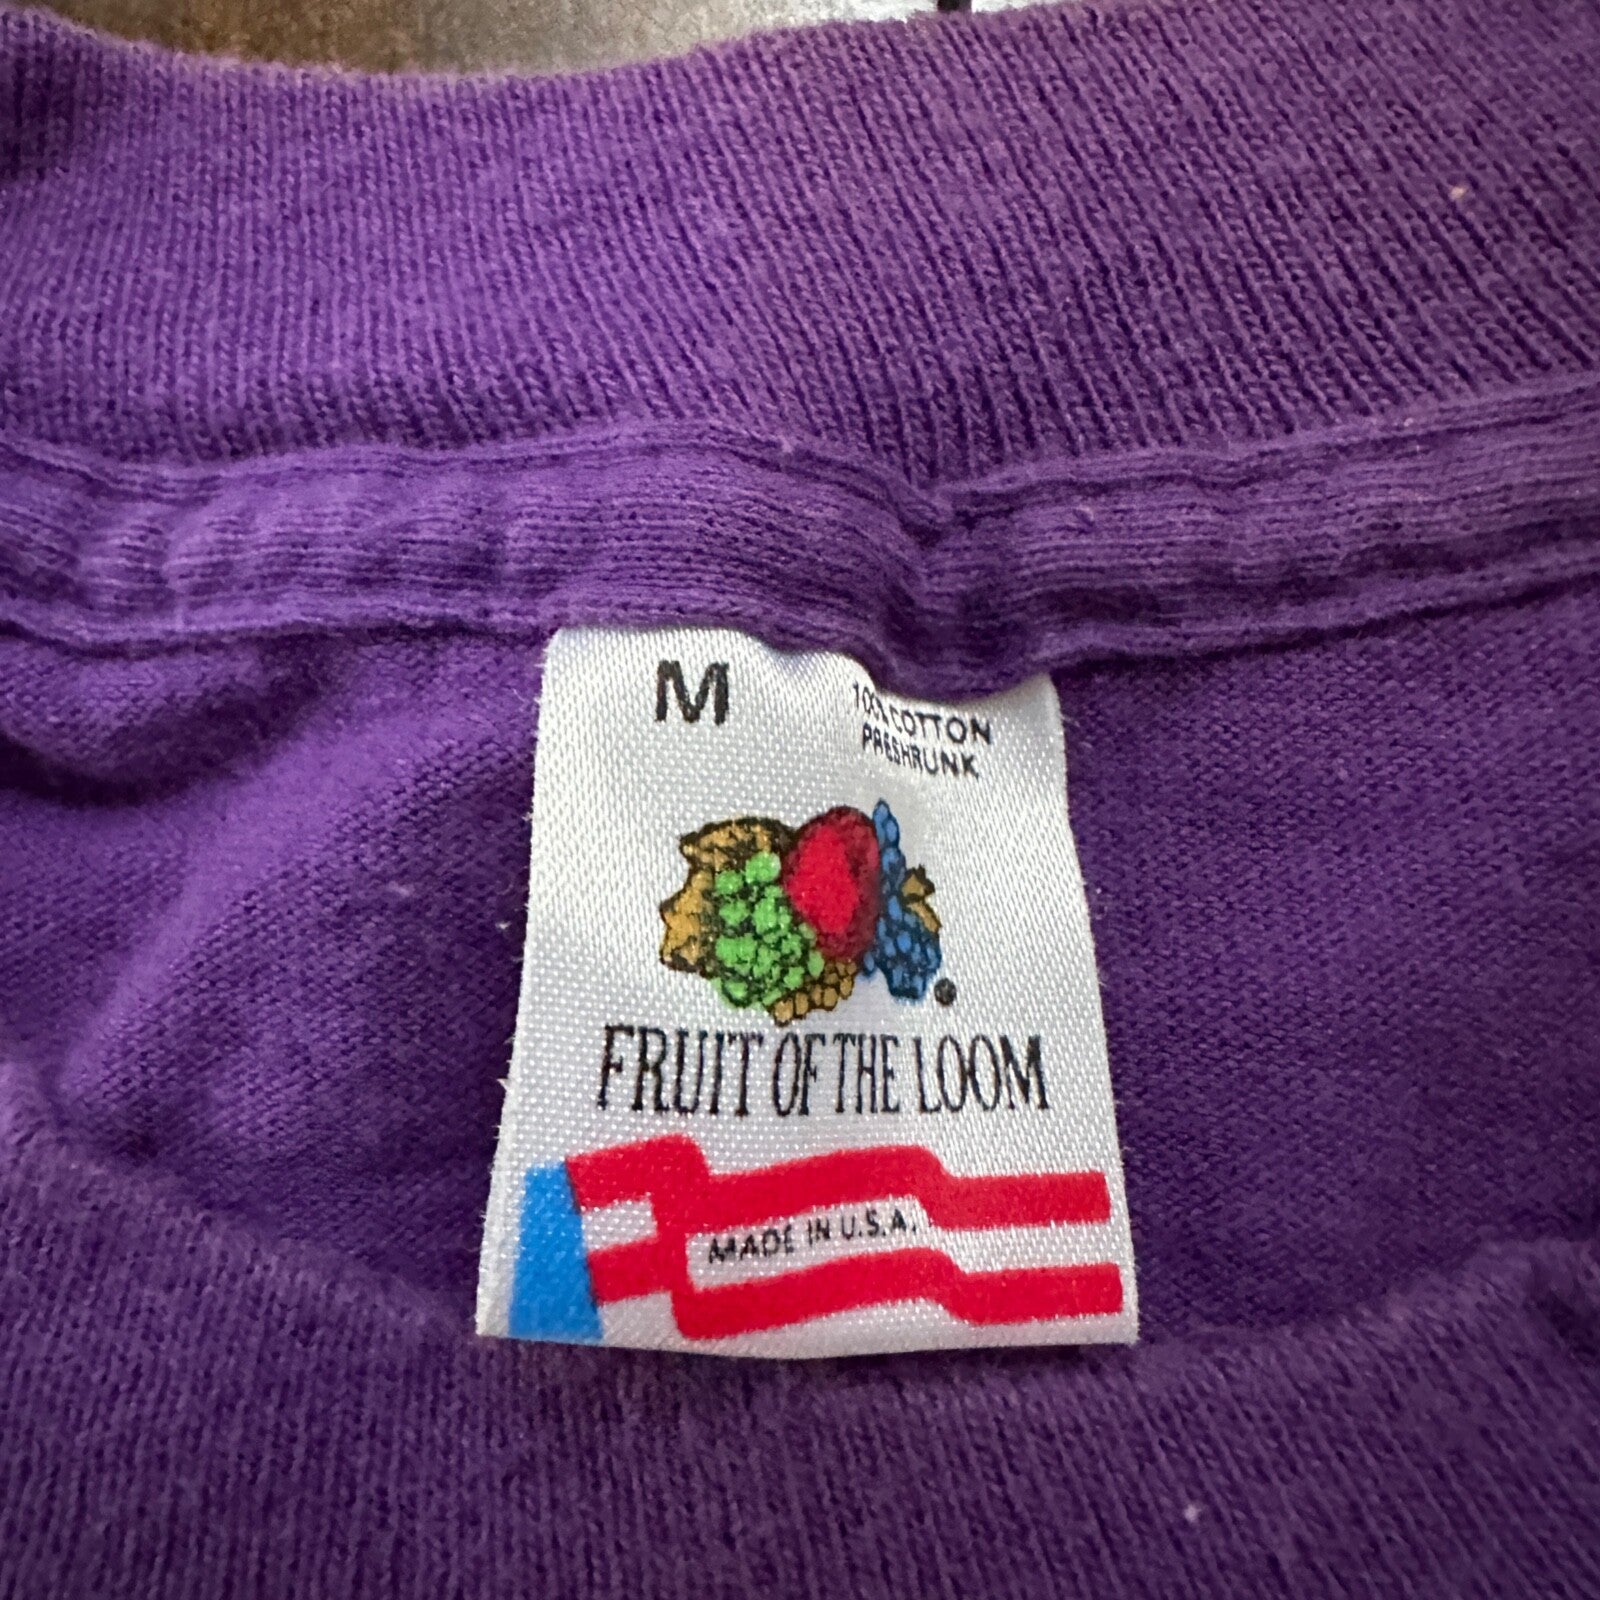 M
100% COTTON
PRESHRUNK
FRUIT OF THE LOOM
MADE IN U.S.A.